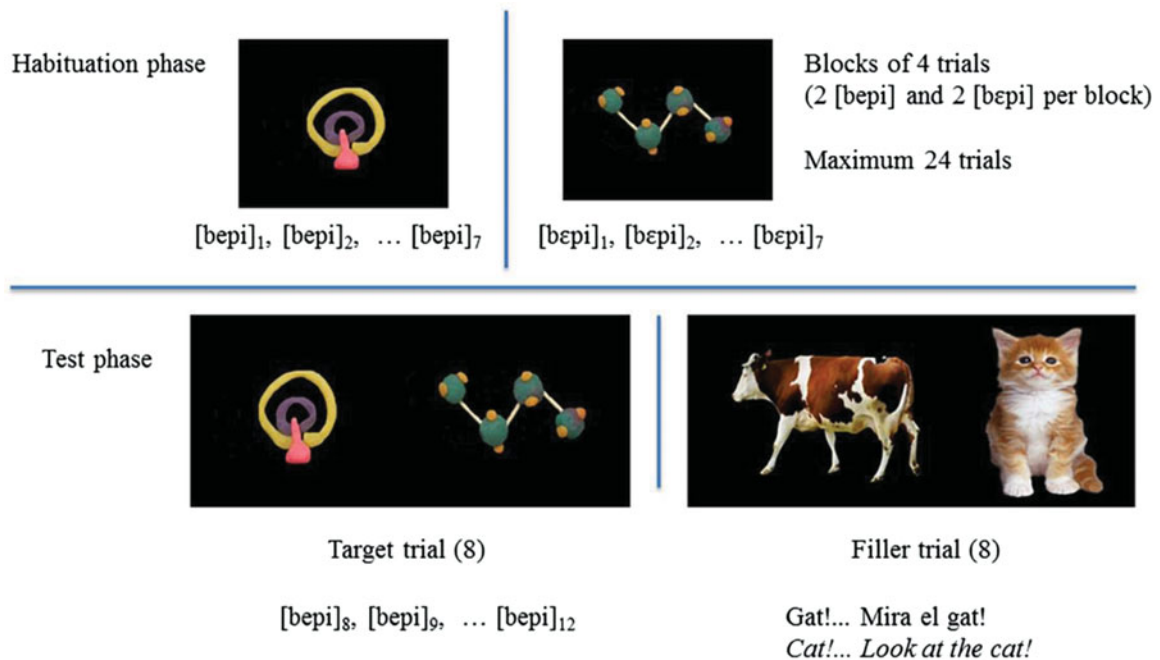 Habituation phase
Blocks of 4 trials
(2 [bepi] and 2 [bɛpi] per block)
Maximum 24 trials
[bepi]₁, [bepi]₂, … [bepi]₇
[bɛpi]₁, [bɛpi]₂, … [bɛpi]₇
Test phase
Target trial (8)
Filler trial (8)
[bepi]₈, [bepi]₉, … [bepi]₁₂
Gat!... Mira el gat!
Cat!... Look at the cat!